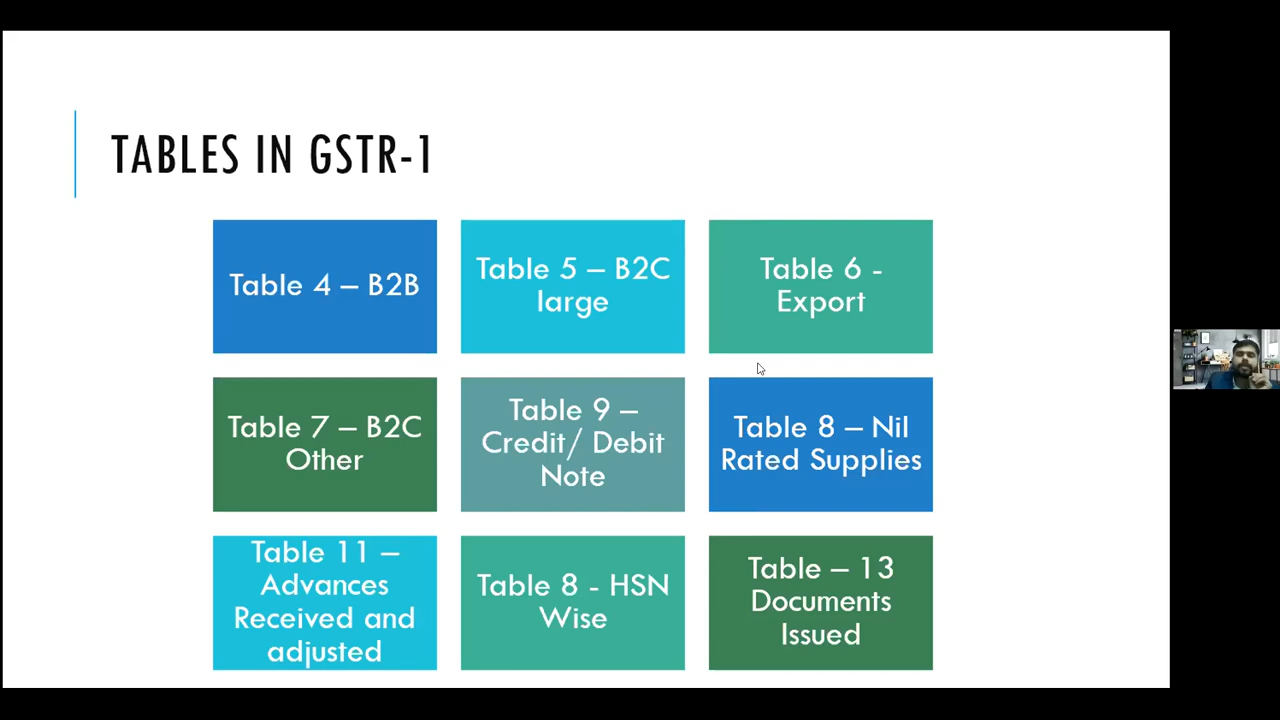 TABLES IN GSTR-1
Table 4 – B2B
Table 5 – B2C
large
Table 6 -
Export
Table 7 – B2C
Other
Table 9 –
Credit/ Debit
Note
Table 8 – Nil
Rated Supplies
Table 11 –
Advances
Received and
adjusted
Table 8 - HSN
Wise
Table – 13
Documents
Issued